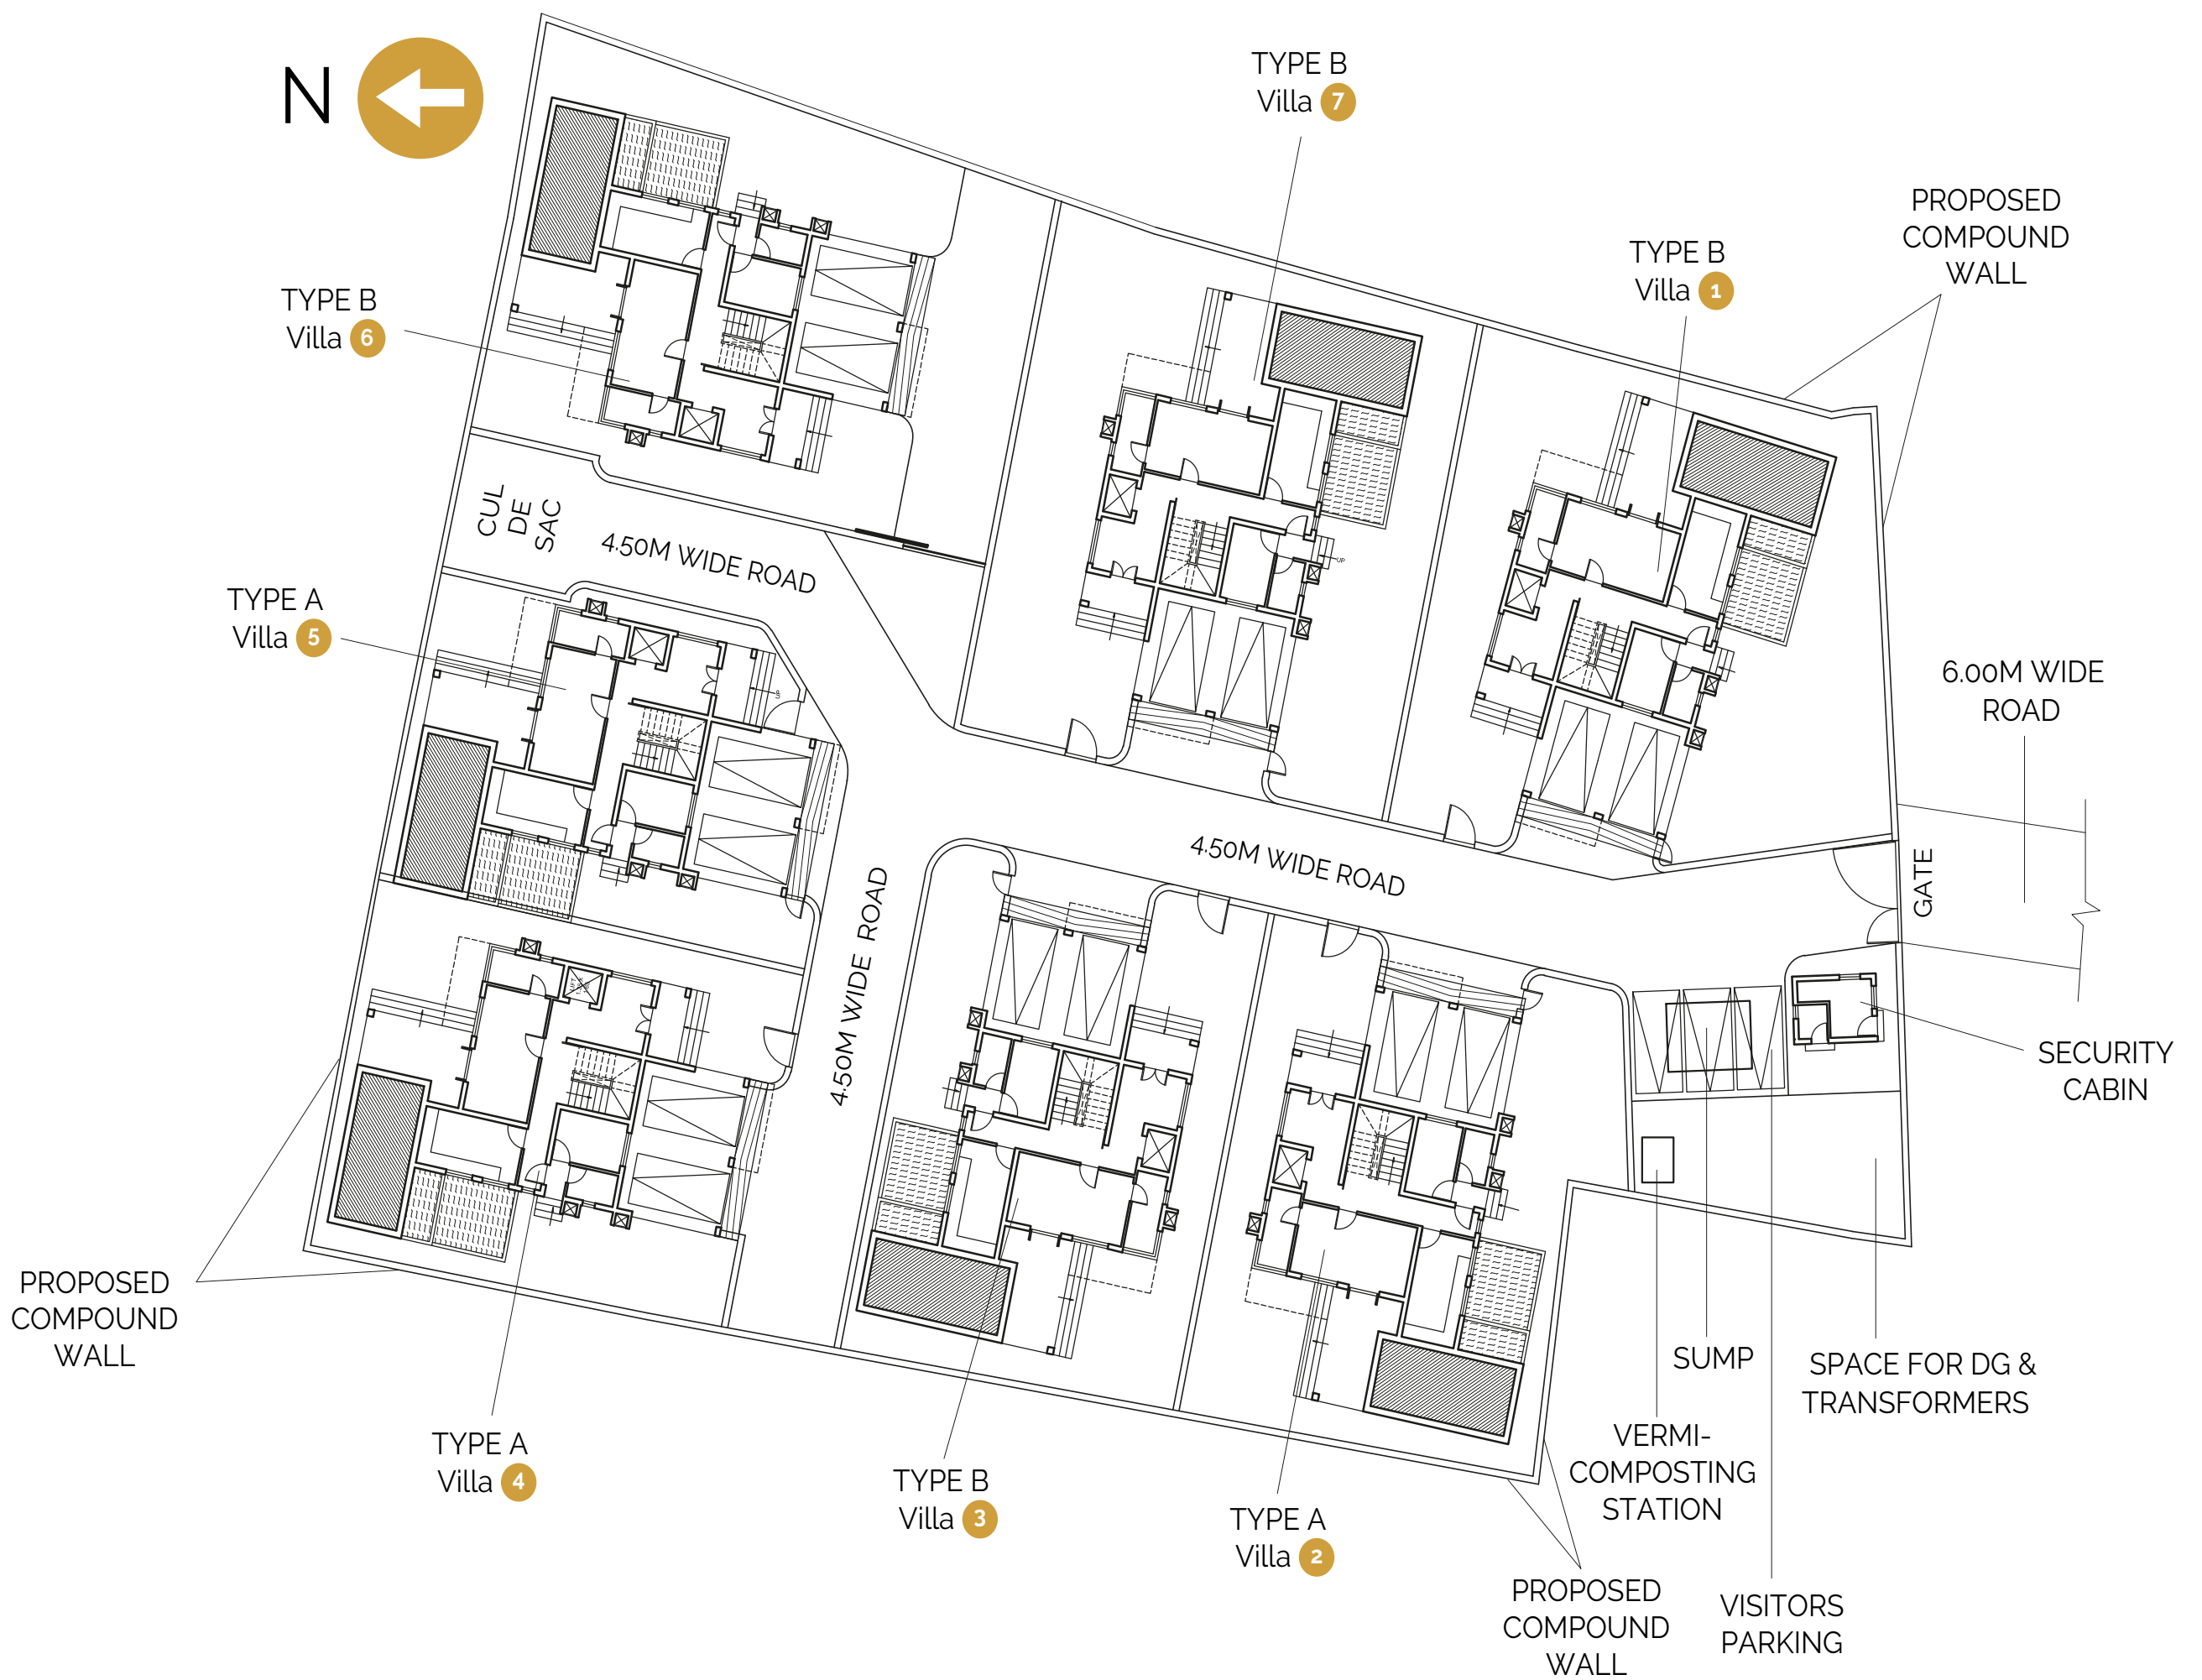 N
TYPE B
Villa 7
PROPOSED
COMPOUND
WALL
TYPE B
Villa 1
TYPE B
Villa 6
CUL
DE
SAC
4.50M WIDE ROAD
UP
TYPE A
Villa 5
6.00M WIDE
ROAD
4.50M WIDE ROAD
GATE
4.50M WIDE ROAD
SECURITY
CABIN
PROPOSED
COMPOUND
WALL
SUMP
SPACE FOR DG &
TRANSFORMERS
VERMI-
COMPOSTING
STATION
TYPE A
Villa 4
TYPE B
Villa 3
TYPE A
Villa 2
PROPOSED
COMPOUND
WALL
VISITORS
PARKING